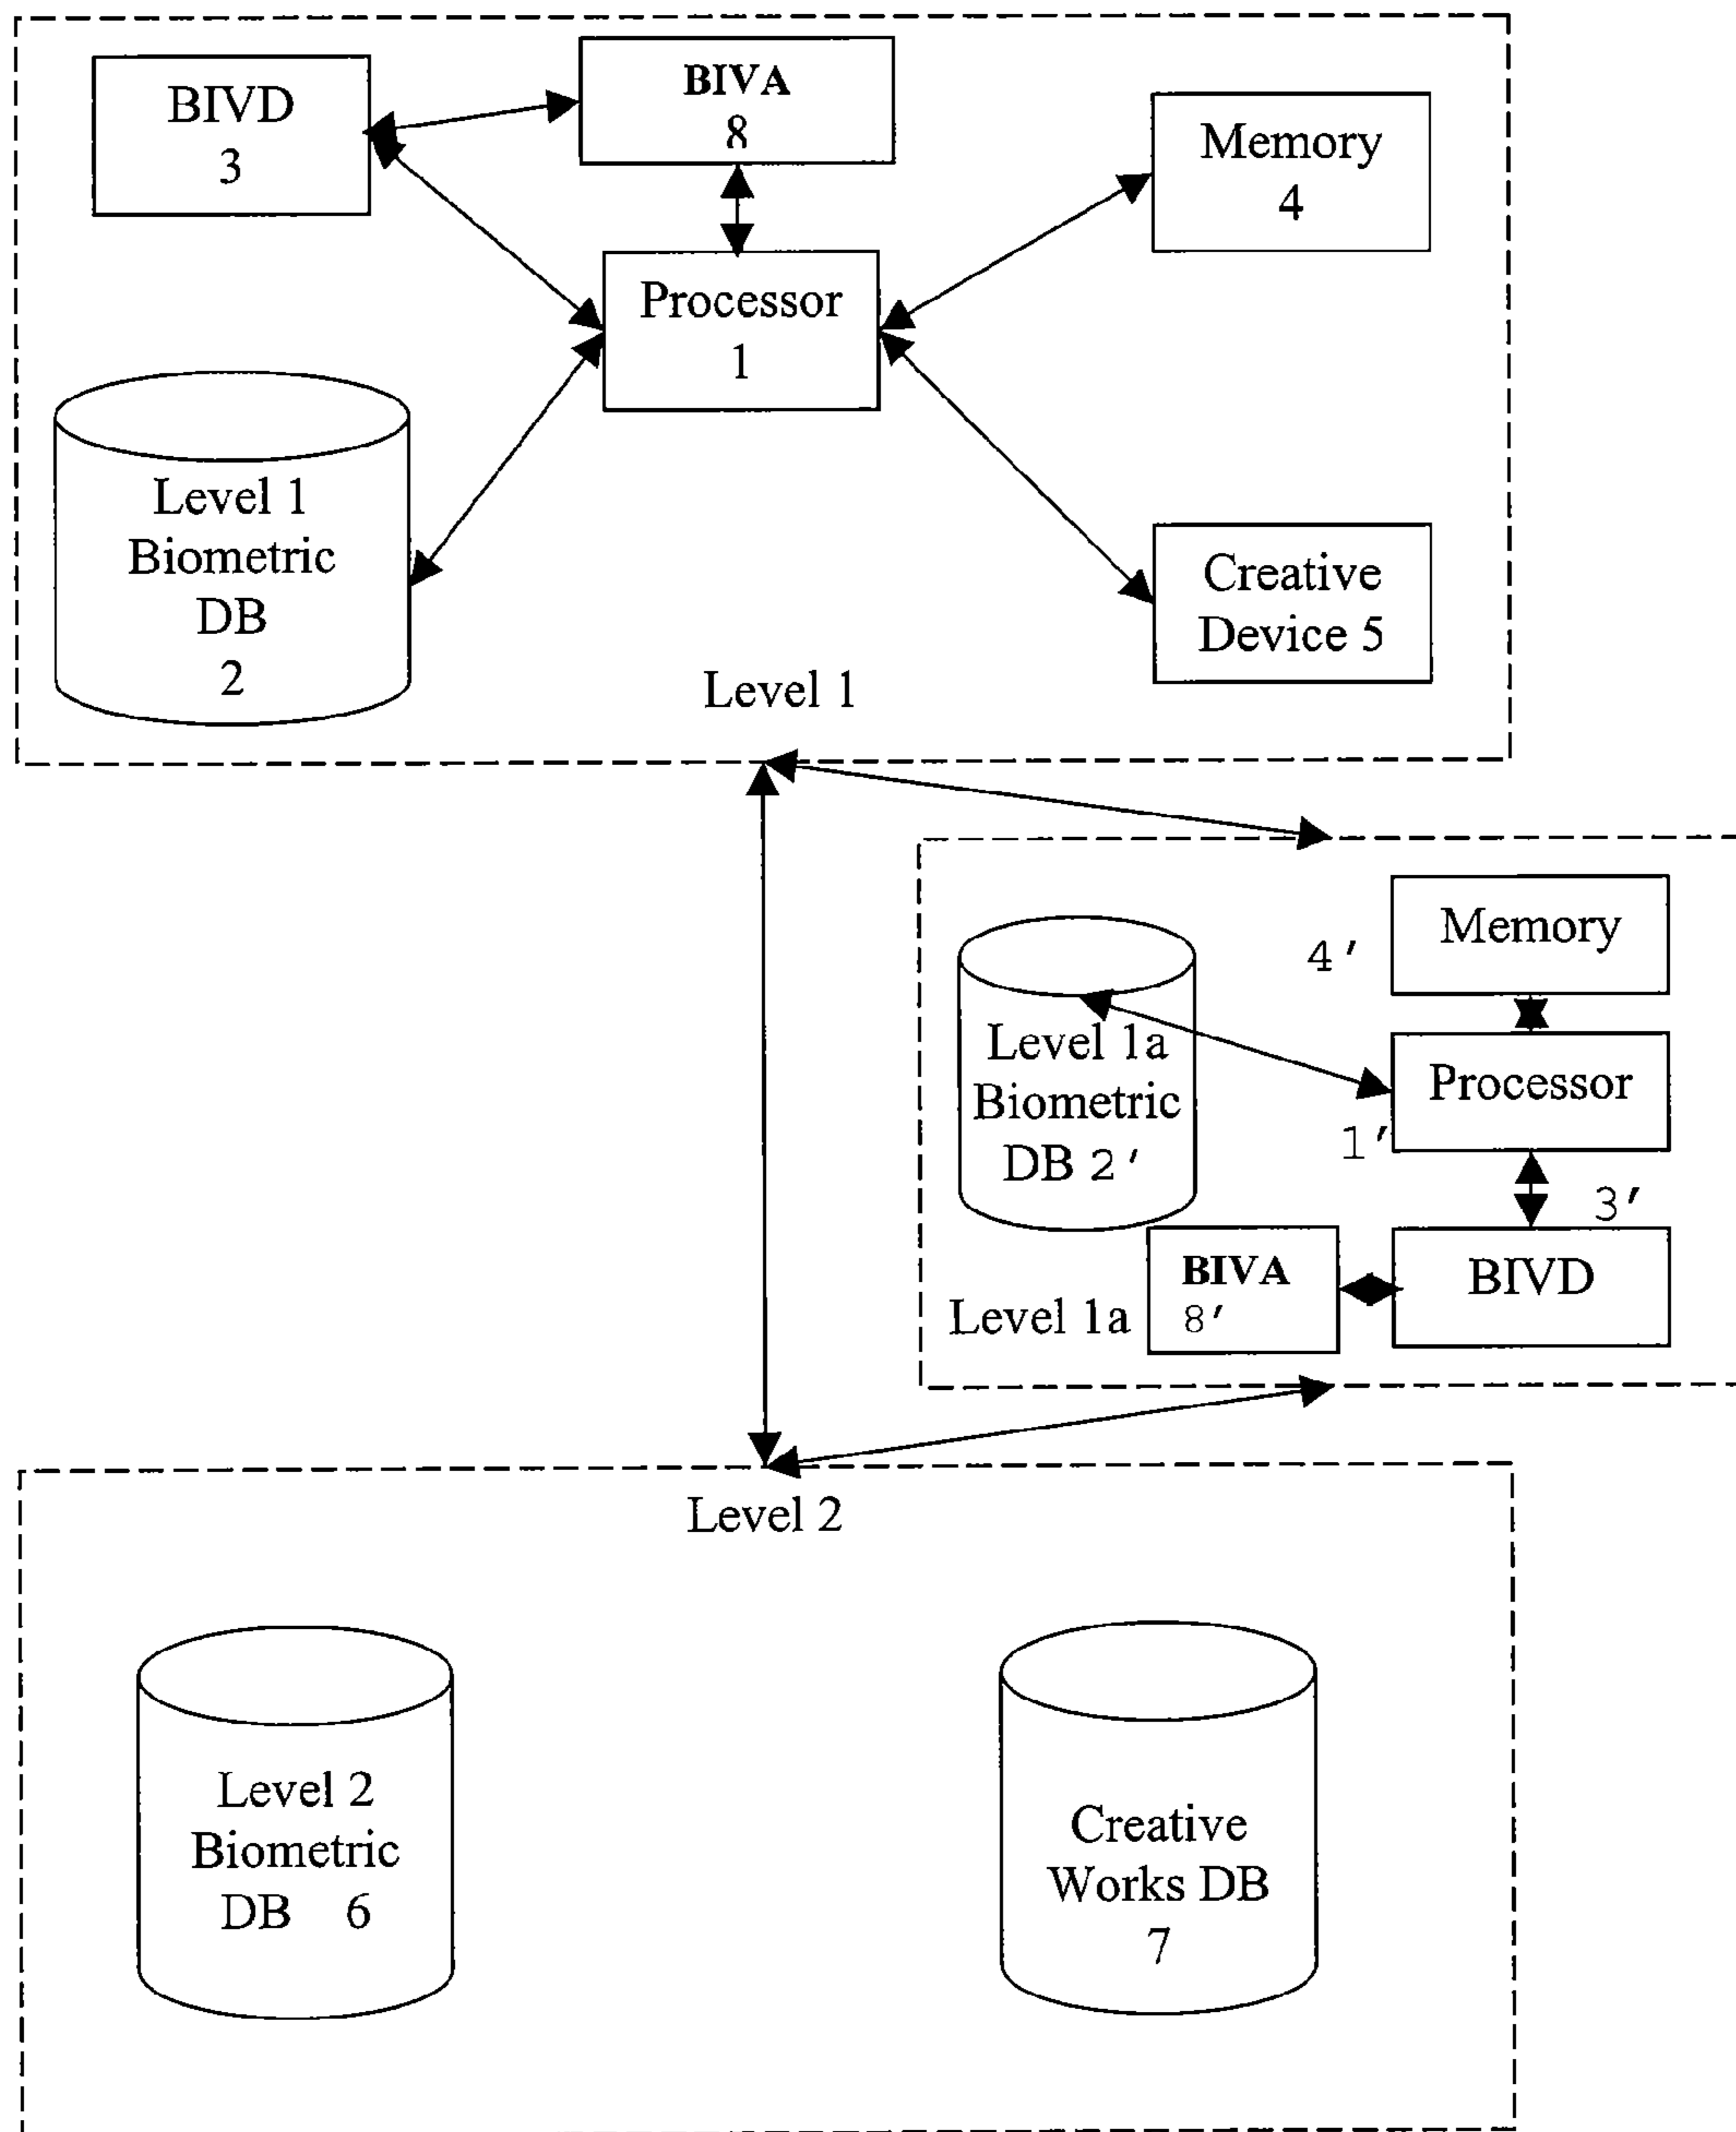 BIVD
3
BIVA
8
Memory
4
Processor
1
Level 1
Biometric
DB
2
Creative
Device 5
Level 1
Memory
4'
Level 1a
Biometric
DB 2'
Processor
1'
3'
BIVD
BIVA
8'
Level 1a
Level 2
Level 2
Biometric
DB 6
Creative
Works DB
7